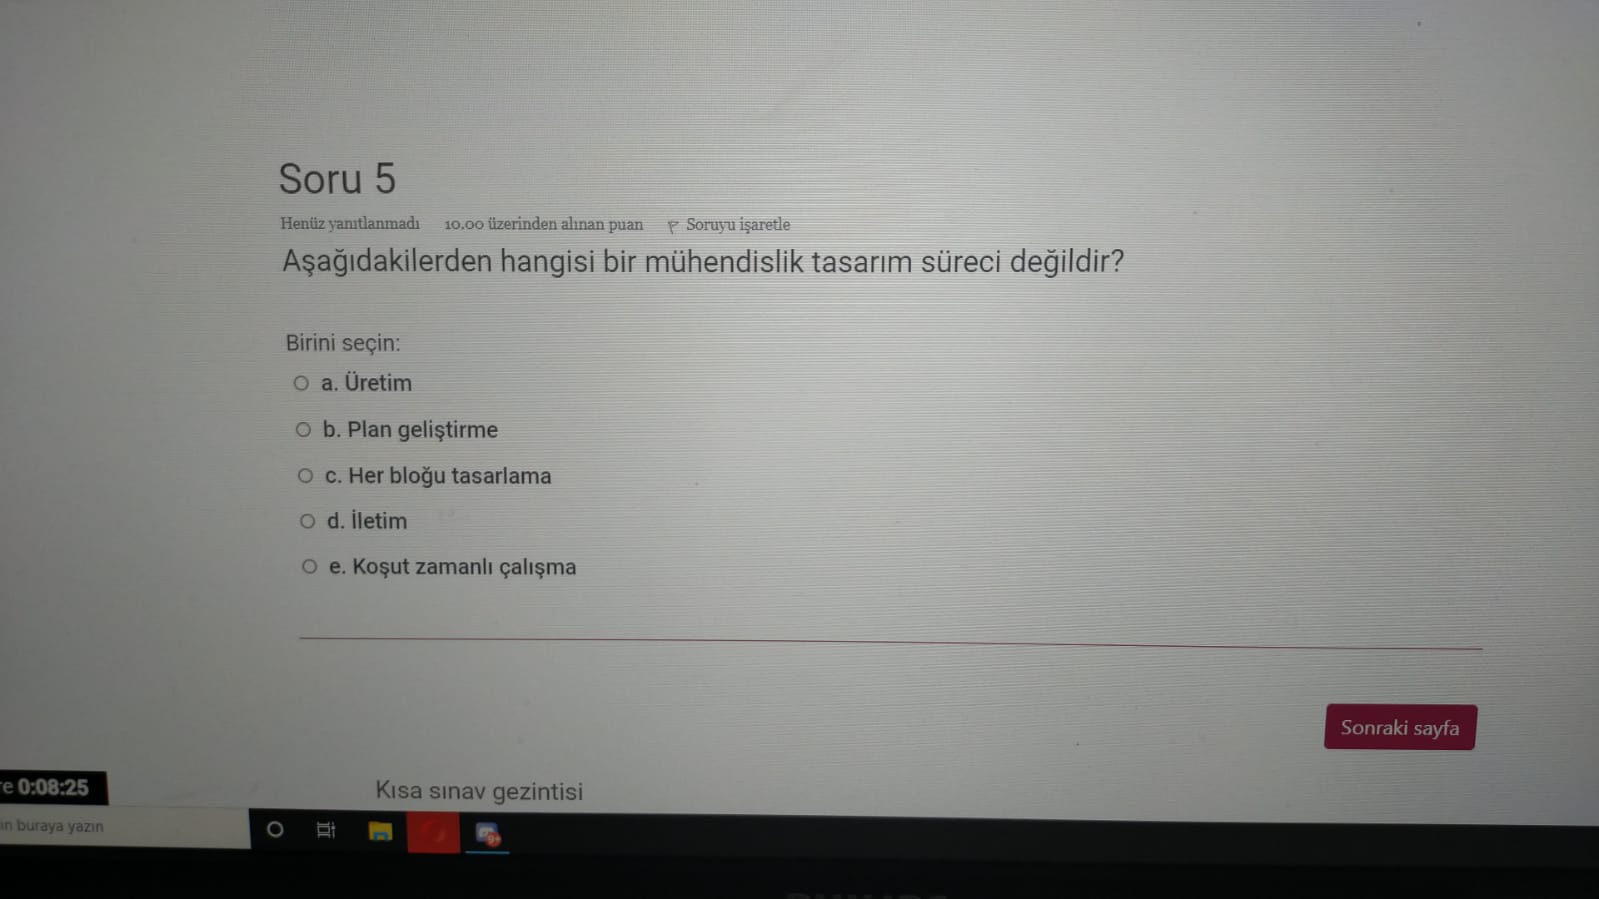 Soru 5
Henüz yanıtlanmadı 10.00 üzerinden alınan puan Soruyu işaretle
Aşağıdakilerden hangisi bir mühendislik tasarım süreci değildir?
Birini seçin:
a. Üretim
b. Plan geliştirme
c. Her bloğu tasarlama
d. İletim
e. Koşut zamanlı çalışma
Sonraki sayfa
re 0:08:25
Kısa sınav gezintisi
in buraya yazın